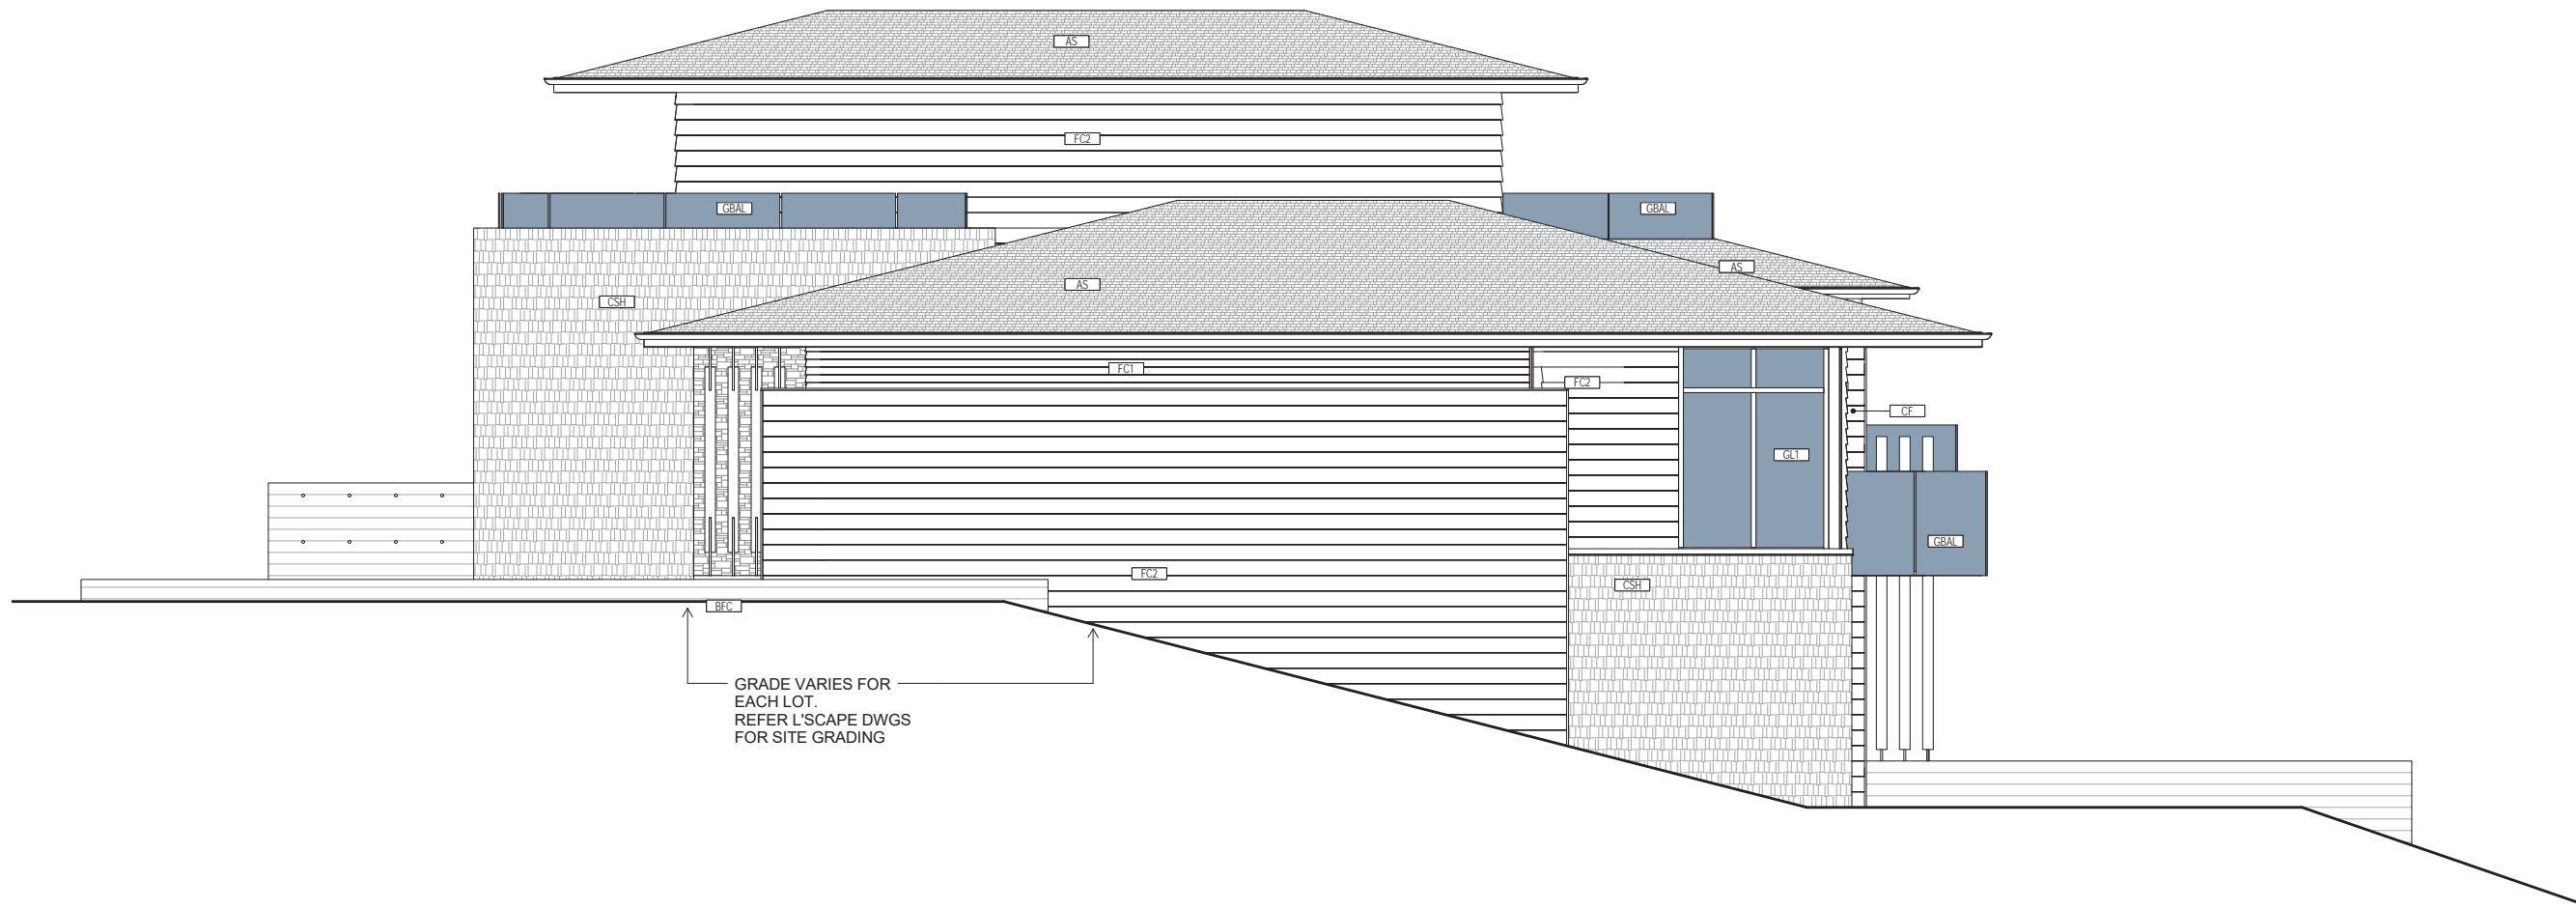 AS
FC2
GBAL
GBAL
AS
AS
CSH
FC1
FC2
CF
GL1
GBAL
FC2
CSH
BFC
GRADE VARIES FOR
EACH LOT.
REFER L'SCAPE DWGS
FOR SITE GRADING